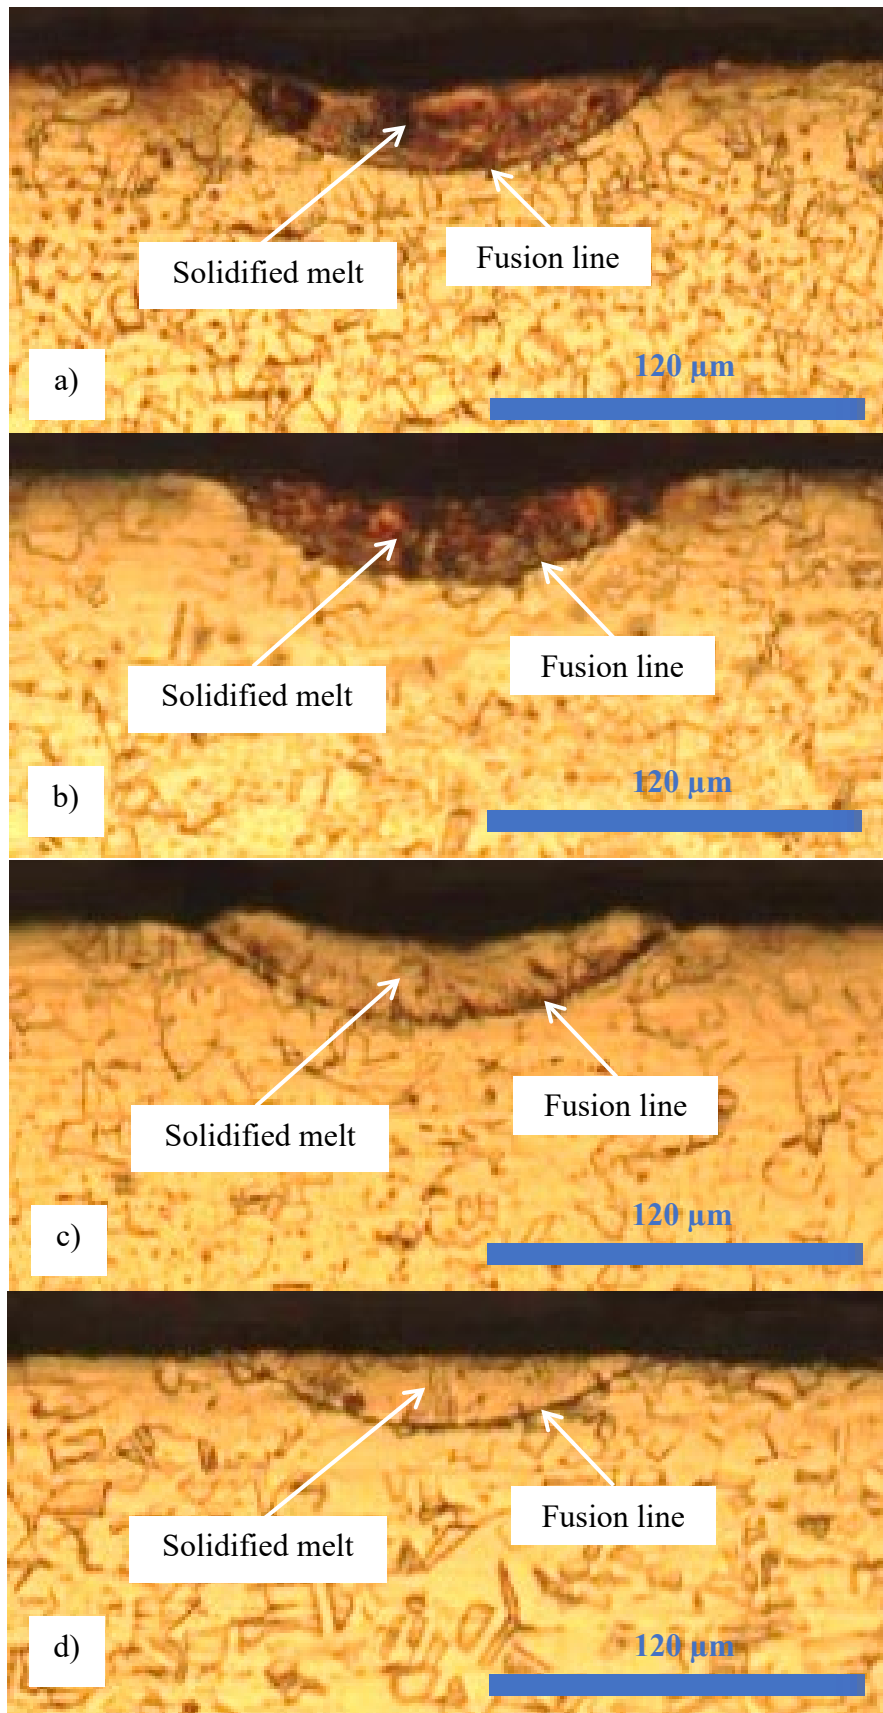 Solidified melt
Fusion line
120 µm
a)
Solidified melt
Fusion line
120 µm
b)
Solidified melt
Fusion line
120 µm
c)
Solidified melt
Fusion line
120 µm
d)